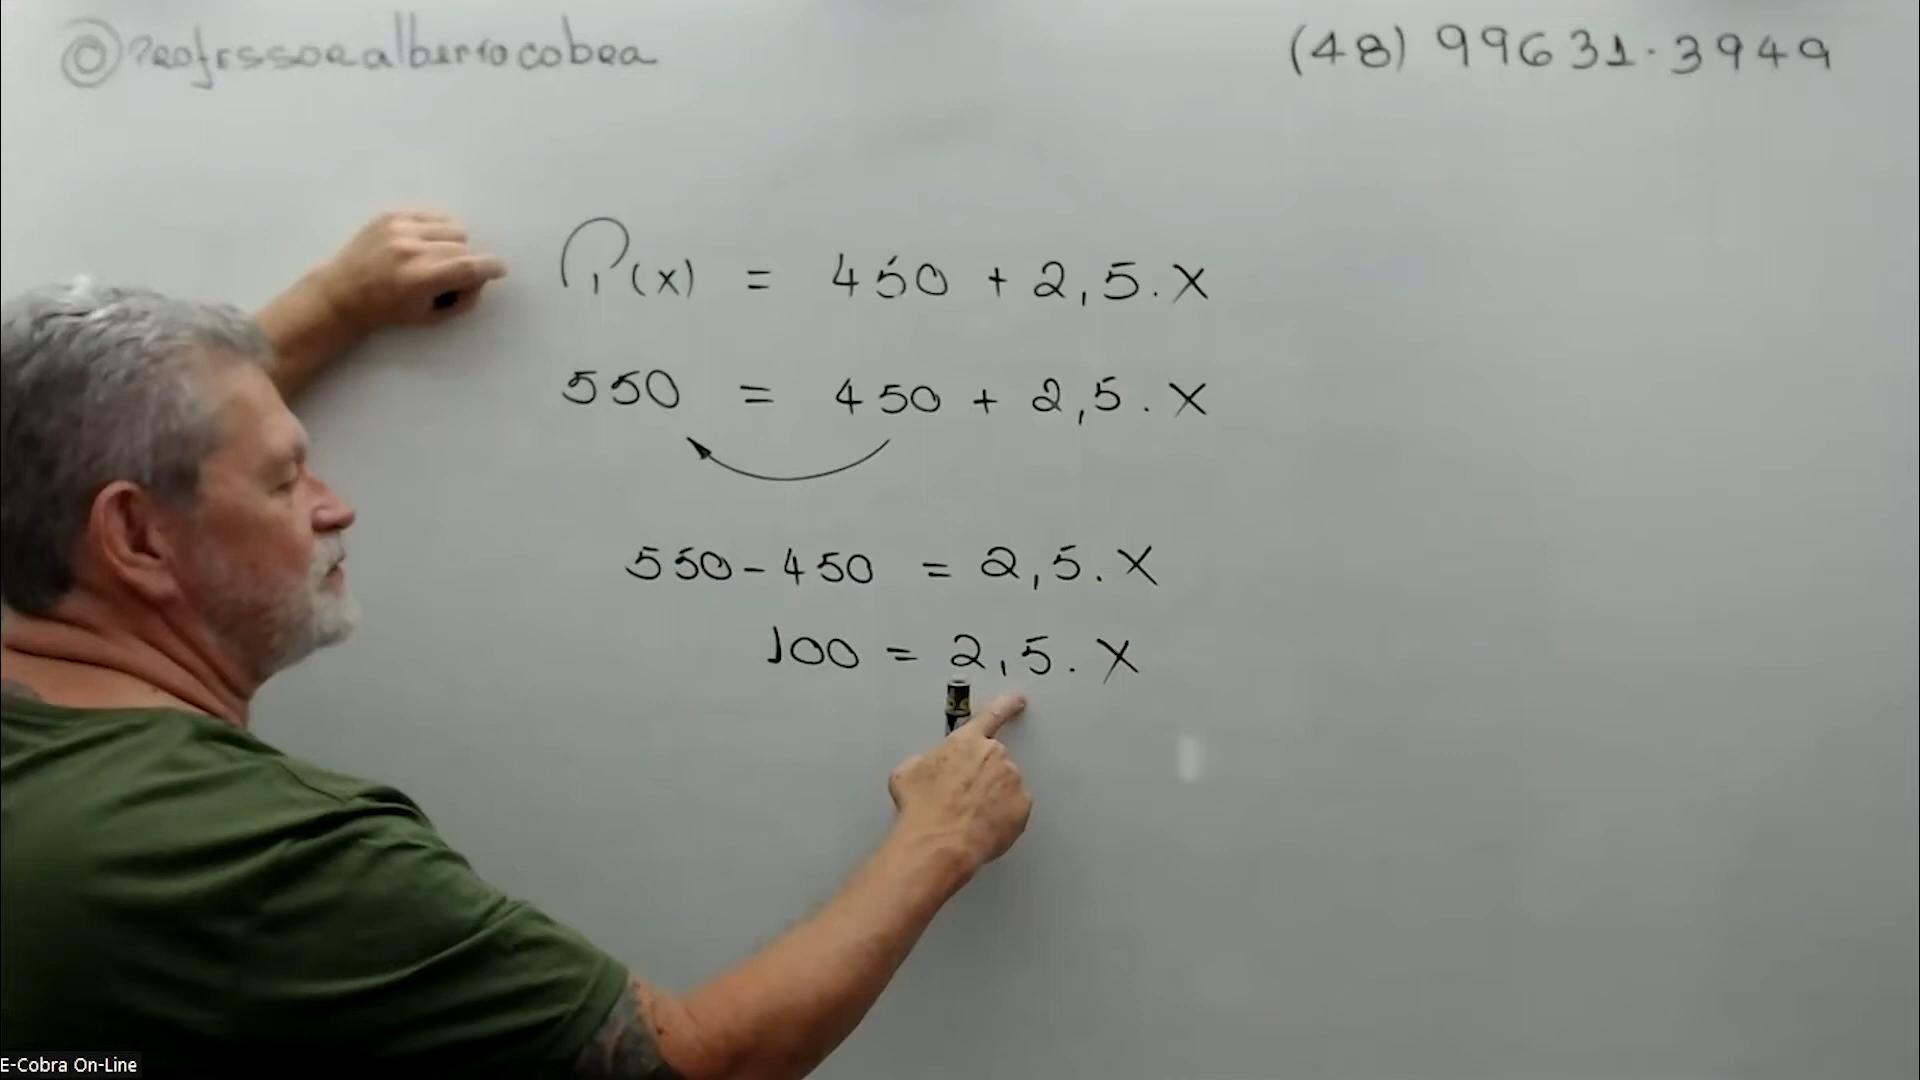 @Professoralbertocobra
(48) 99631.3949
P(x) = 450 + 2,5.X
550 = 450 + 2,5.X
550-450 = 2,5.X
100 = 2,5.X
E-Cobra On-Line